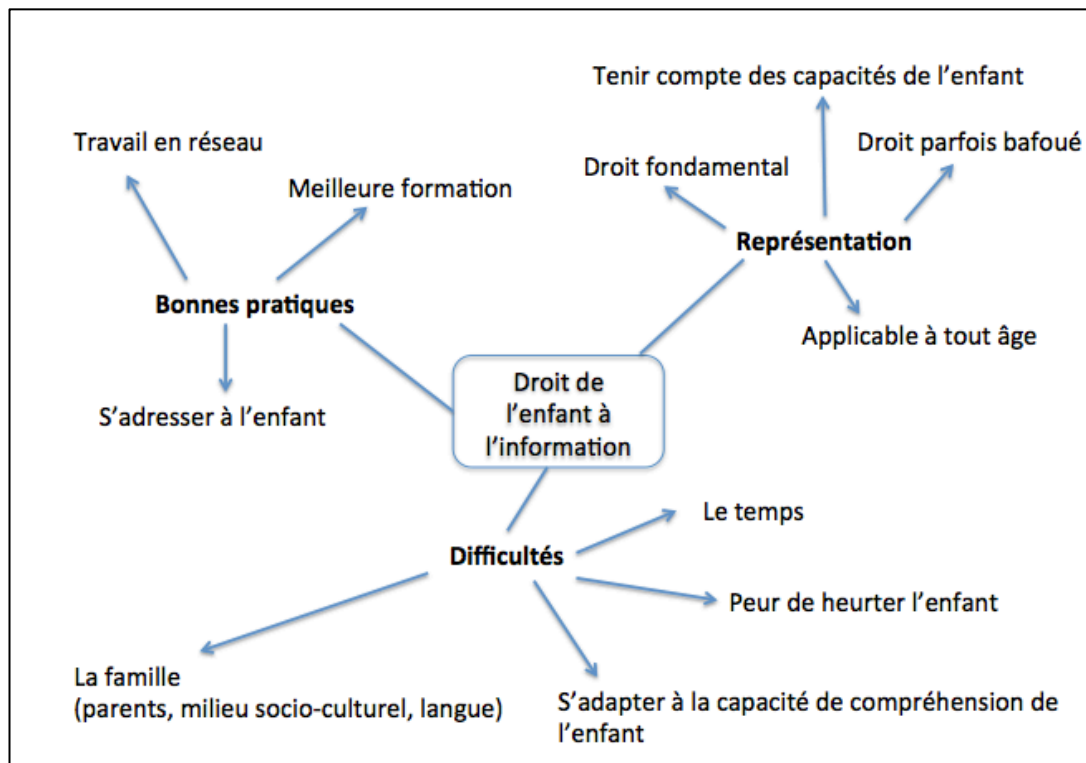 Tenir compte des capacités de l’enfant
Travail en réseau
Droit parfois bafoué
Droit fondamental
Meilleure formation
Représentation
Bonnes pratiques
Applicable à tout âge
Droit de
l’enfant à
l’information
S’adresser à l’enfant
Le temps
Difficultés
Peur de heurter l’enfant
La famille
(parents, milieu socio-culturel, langue)
S’adapter à la capacité de compréhension de
l’enfant